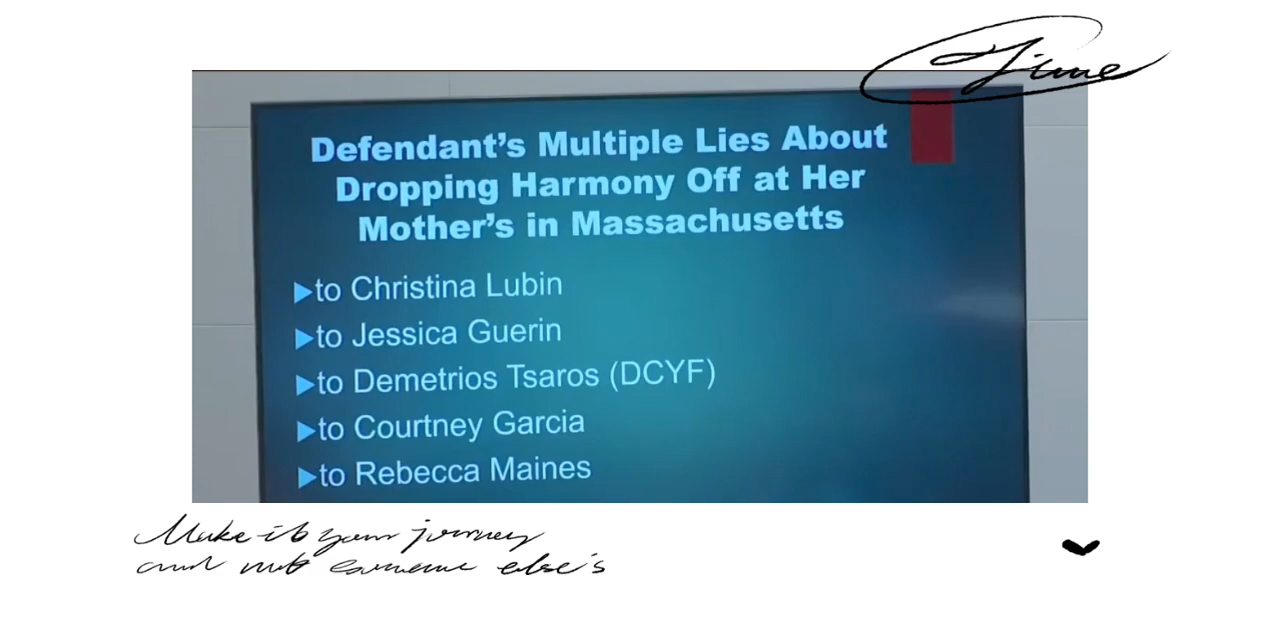 Time
Defendant's Multiple Lies About
Dropping Harmony Off at Her
Mother's in Massachusetts
▶to Christina Lubin
▶to Jessica Guerin
▶to Demetrios Tsaros (DCYF)
▶to Courtney Garcia
▶to Rebecca Maines
Make it your journey
and not someone else's